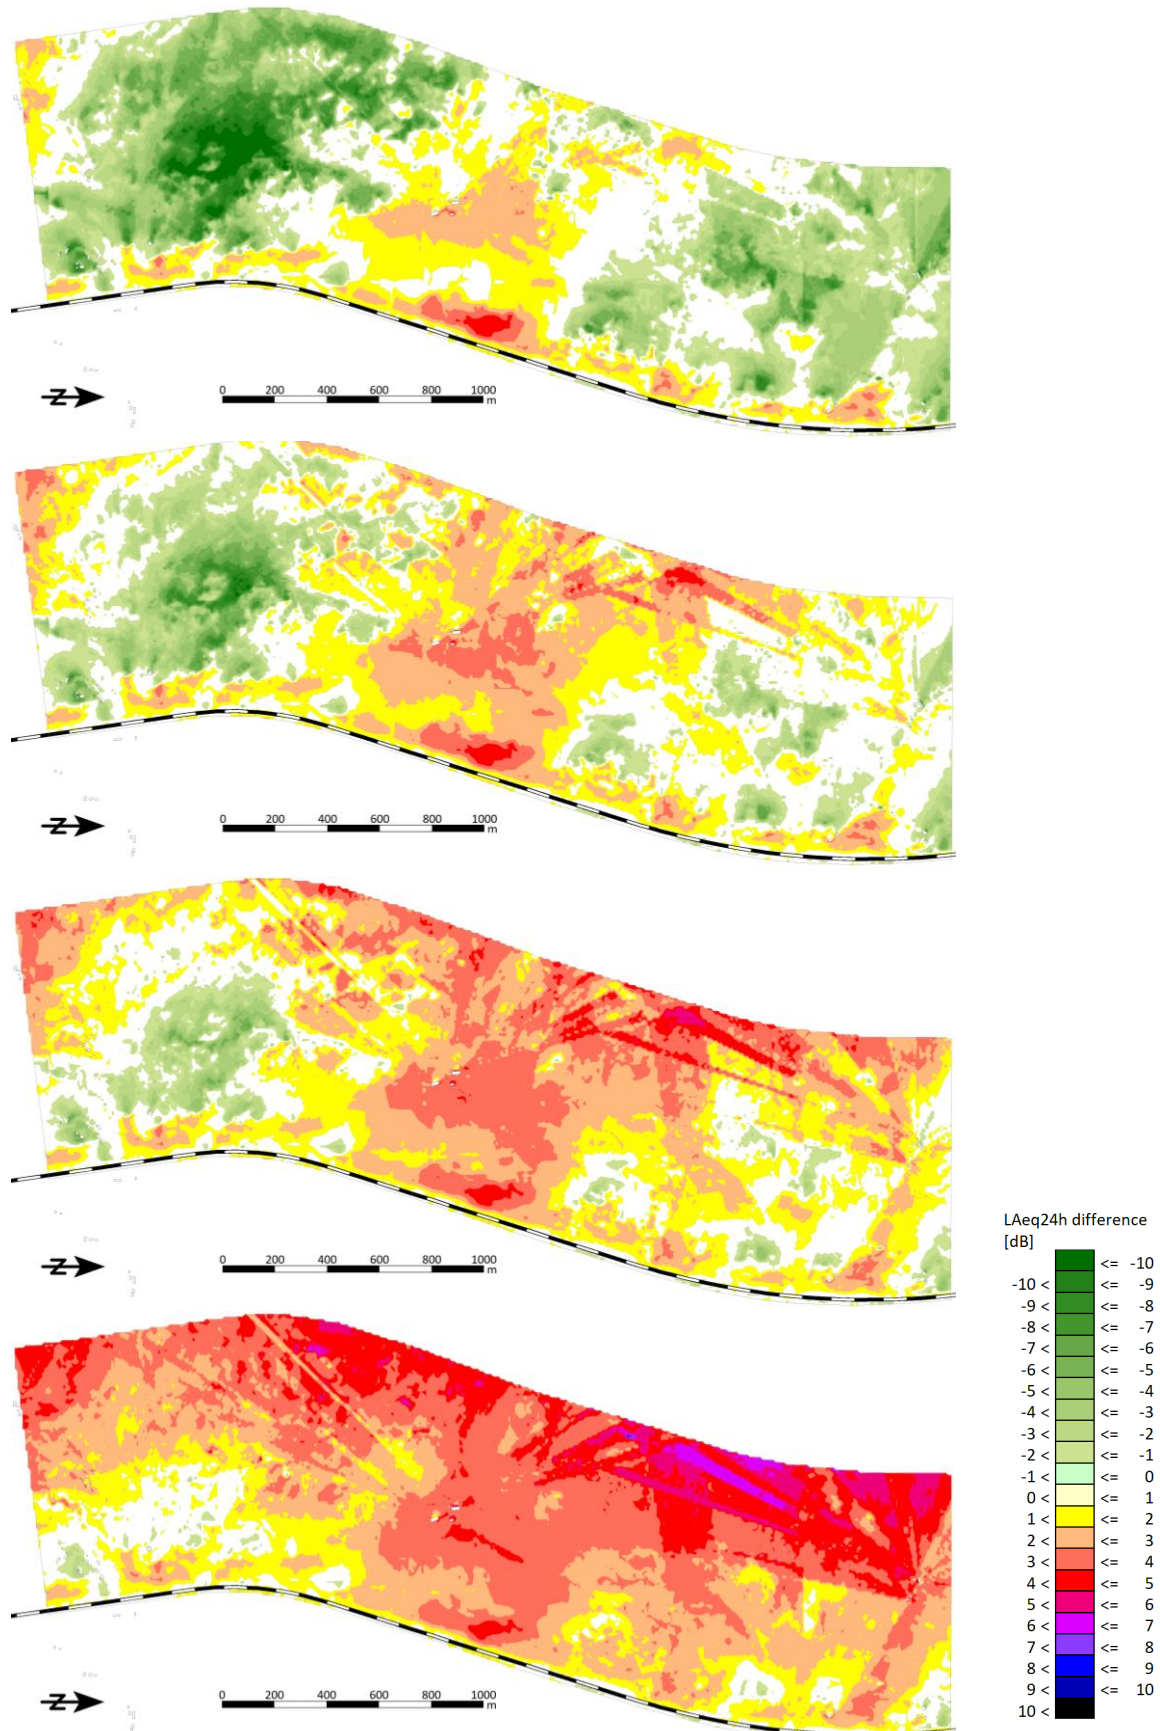 Z
0 200 400 600 800 1000
m
Z
0 200 400 600 800 1000
m
Z
0 200 400 600 800 1000
m
Z
0 200 400 600 800 1000
m
LAeq24h difference
[dB]
<= -10
-10 < <= -9
-9 < <= -8
-8 < <= -7
-7 < <= -6
-6 < <= -5
-5 < <= -4
-4 < <= -3
-3 < <= -2
-2 < <= -1
-1 < <= 0
0 < <= 1
1 < <= 2
2 < <= 3
3 < <= 4
4 < <= 5
5 < <= 6
6 < <= 7
7 < <= 8
8 < <= 9
9 < <= 10
10 <